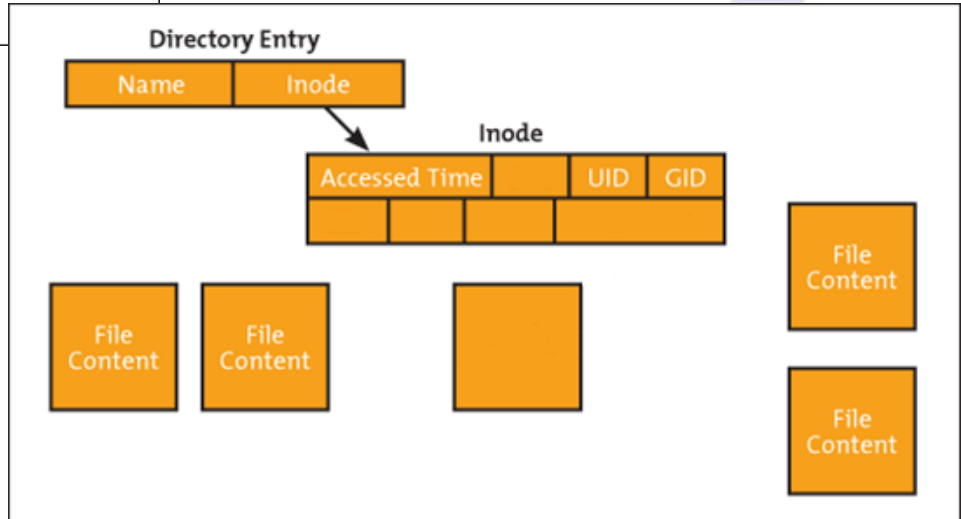 Directory Entry
Name Inode
Inode
Accessed Time UID GID
File
Content
File
Content
File
Content
File
Content